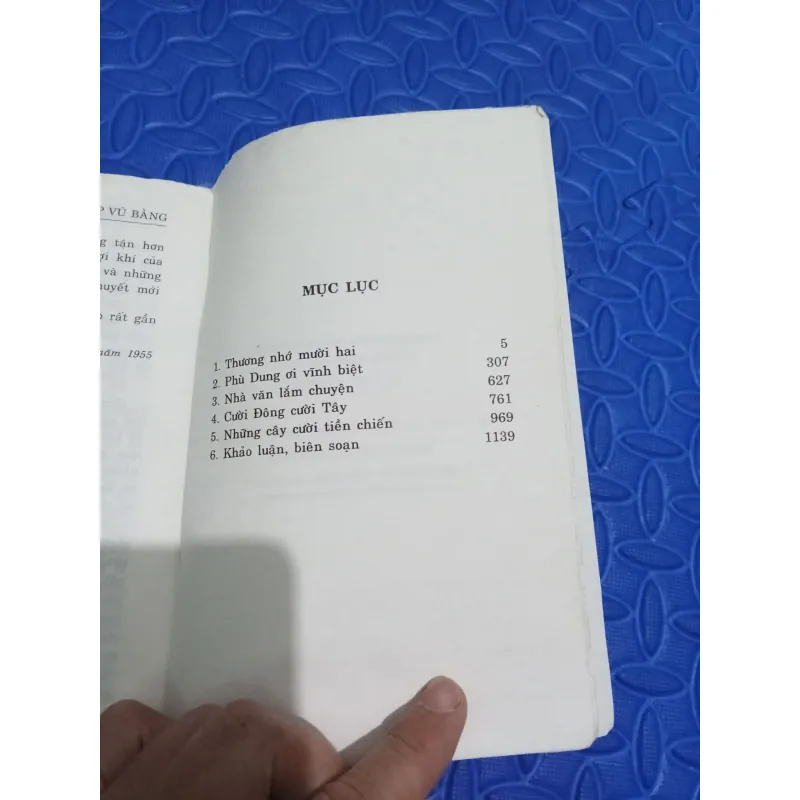 VŨ BẰNG
tận hơn
khí của
và những
huyết mới
rất gần
năm 1955
MỤC LỤC
1. Thương nhớ mười hai 5
2. Phù Dung ơi vĩnh biệt 307
3. Nhà văn lắm chuyện 627
4. Cười Đông cười Tây 761
5. Những cây cười tiền chiến 969
6. Khảo luận, biên soạn 1139